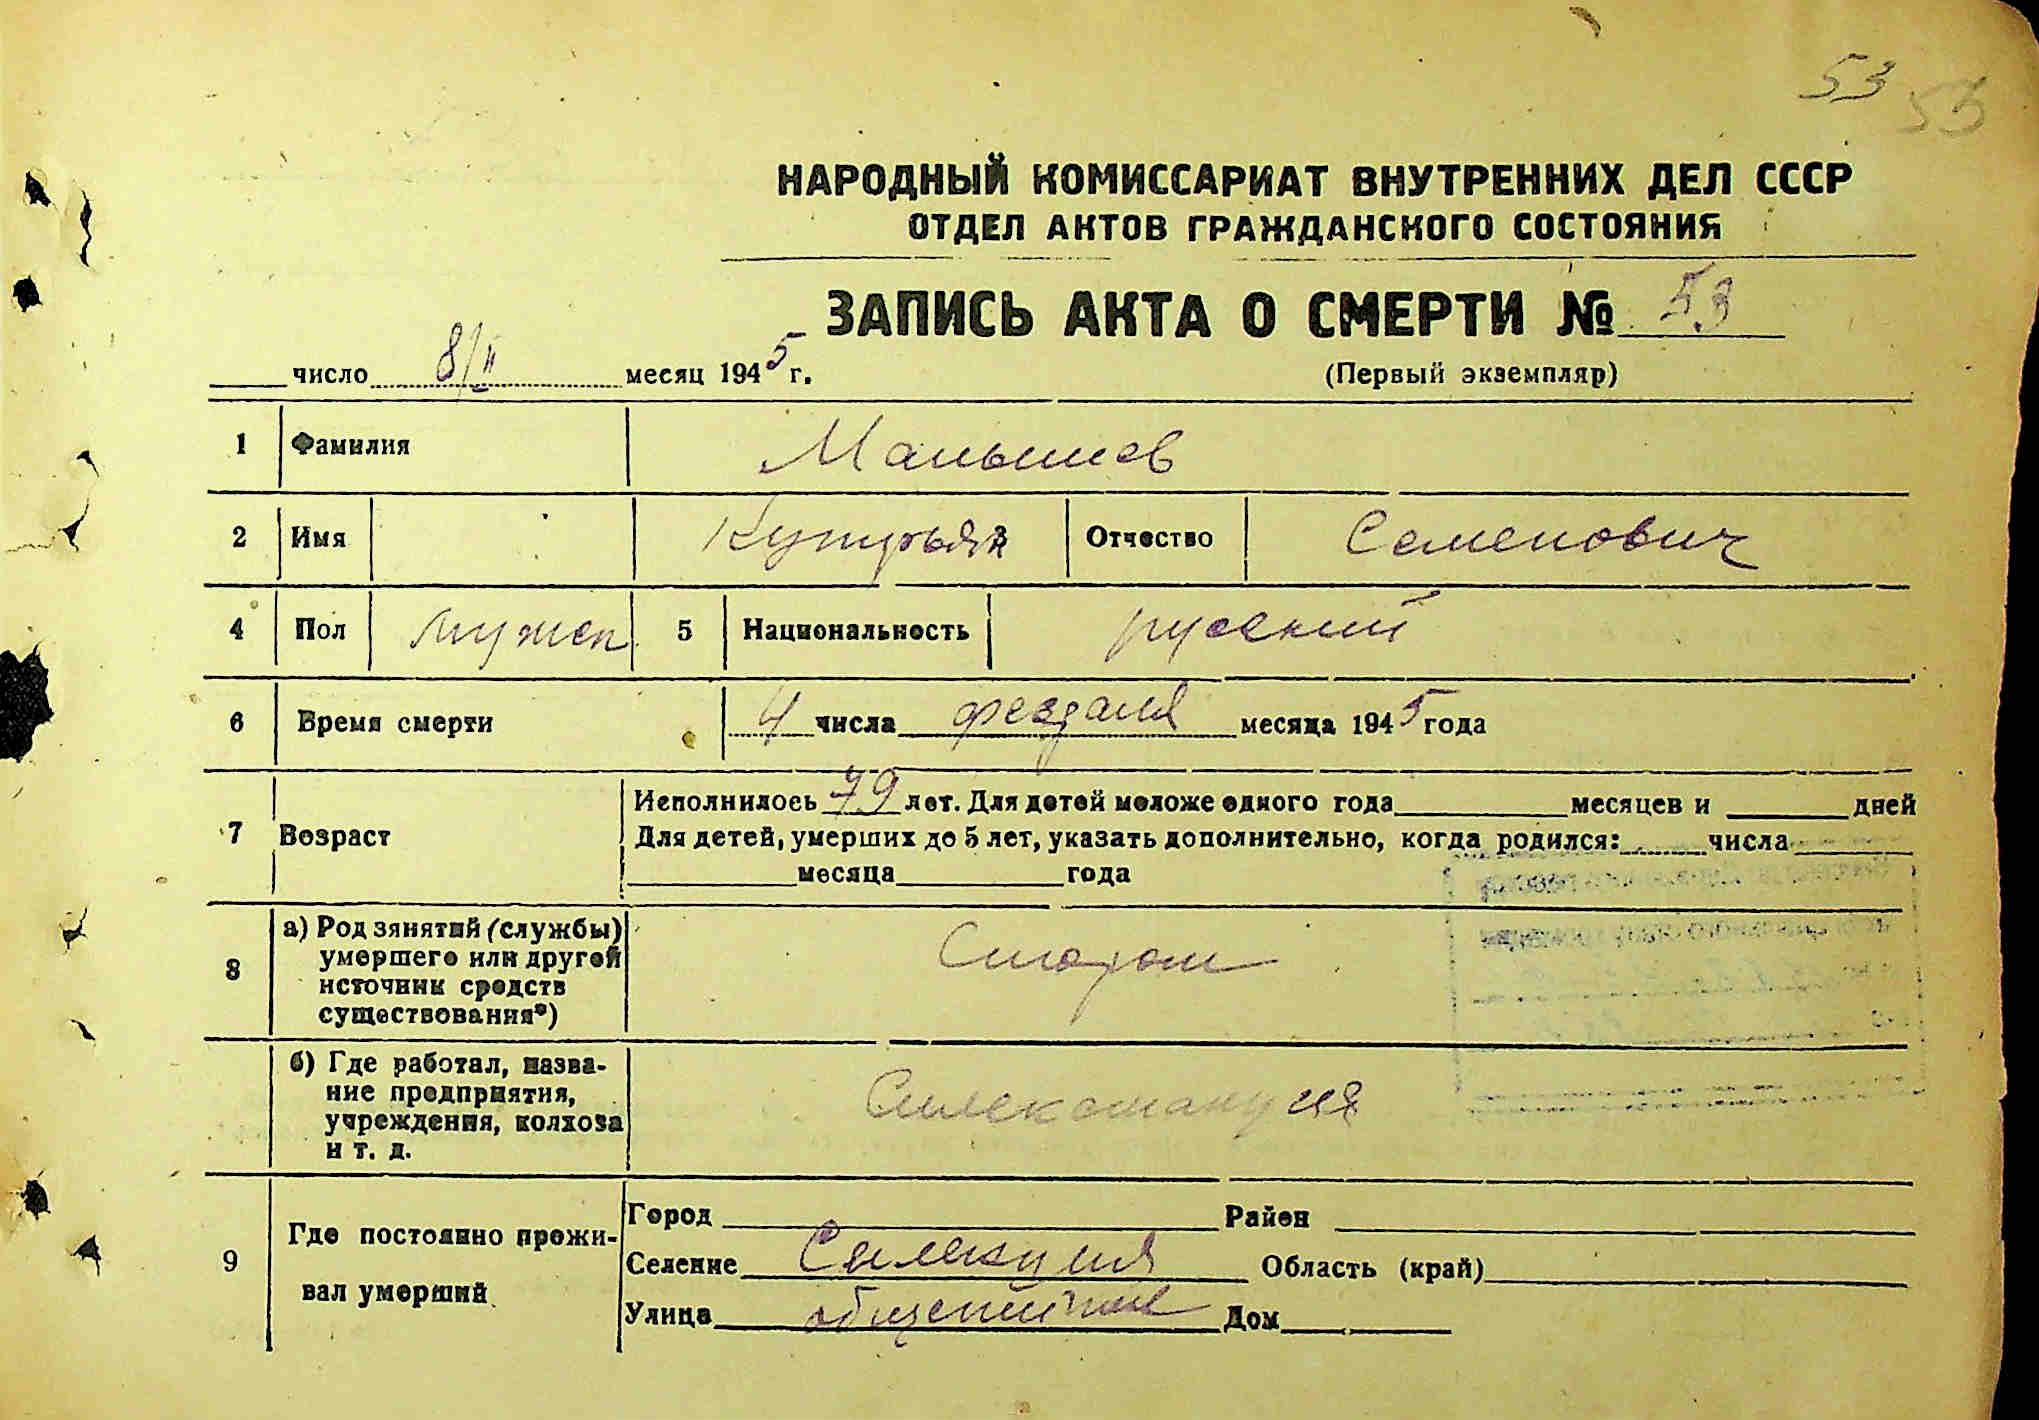 53 53
НАРОДНЫЙ КОМИССАРИАТ ВНУТРЕННИХ ДЕЛ СССР
ОТДЕЛ АКТОВ ГРАЖДАНСКОГО СОСТОЯНИЯ
ЗАПИСЬ АКТА О СМЕРТИ № 53
число 8/II месяц 1945 г.
(Первый экземпляр)
1 Фамилия Малышев
2 Имя Куприян 3 Отчество Семенович
4 Пол мужск 5 Национальность русский
6 Время смерти 4 числа февраля месяца 1945 года
7 Возраст
Исполнилось 79 лет. Для детей моложе одного года месяцев и дней
Для детей, умерших до 5 лет, указать дополнительно, когда родился: числа
месяца года
8 а) Род занятий (службы) умершего или другой источник средств существования*)
б) Где работал, название предприятия, учреждения, колхоза и т. д.
9 Где постоянно проживал умерший
Город Район
Селение Силекция Область (край)
Улица общежитие Дом